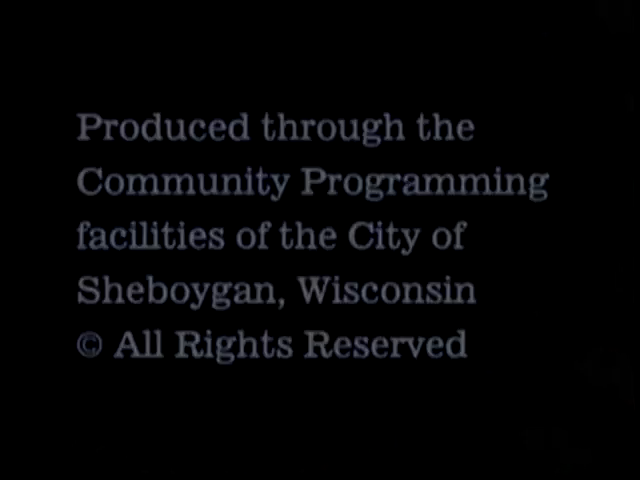 Produced through the
Community Programming
facilities of the City of
Sheboygan, Wisconsin
© All Rights Reserved